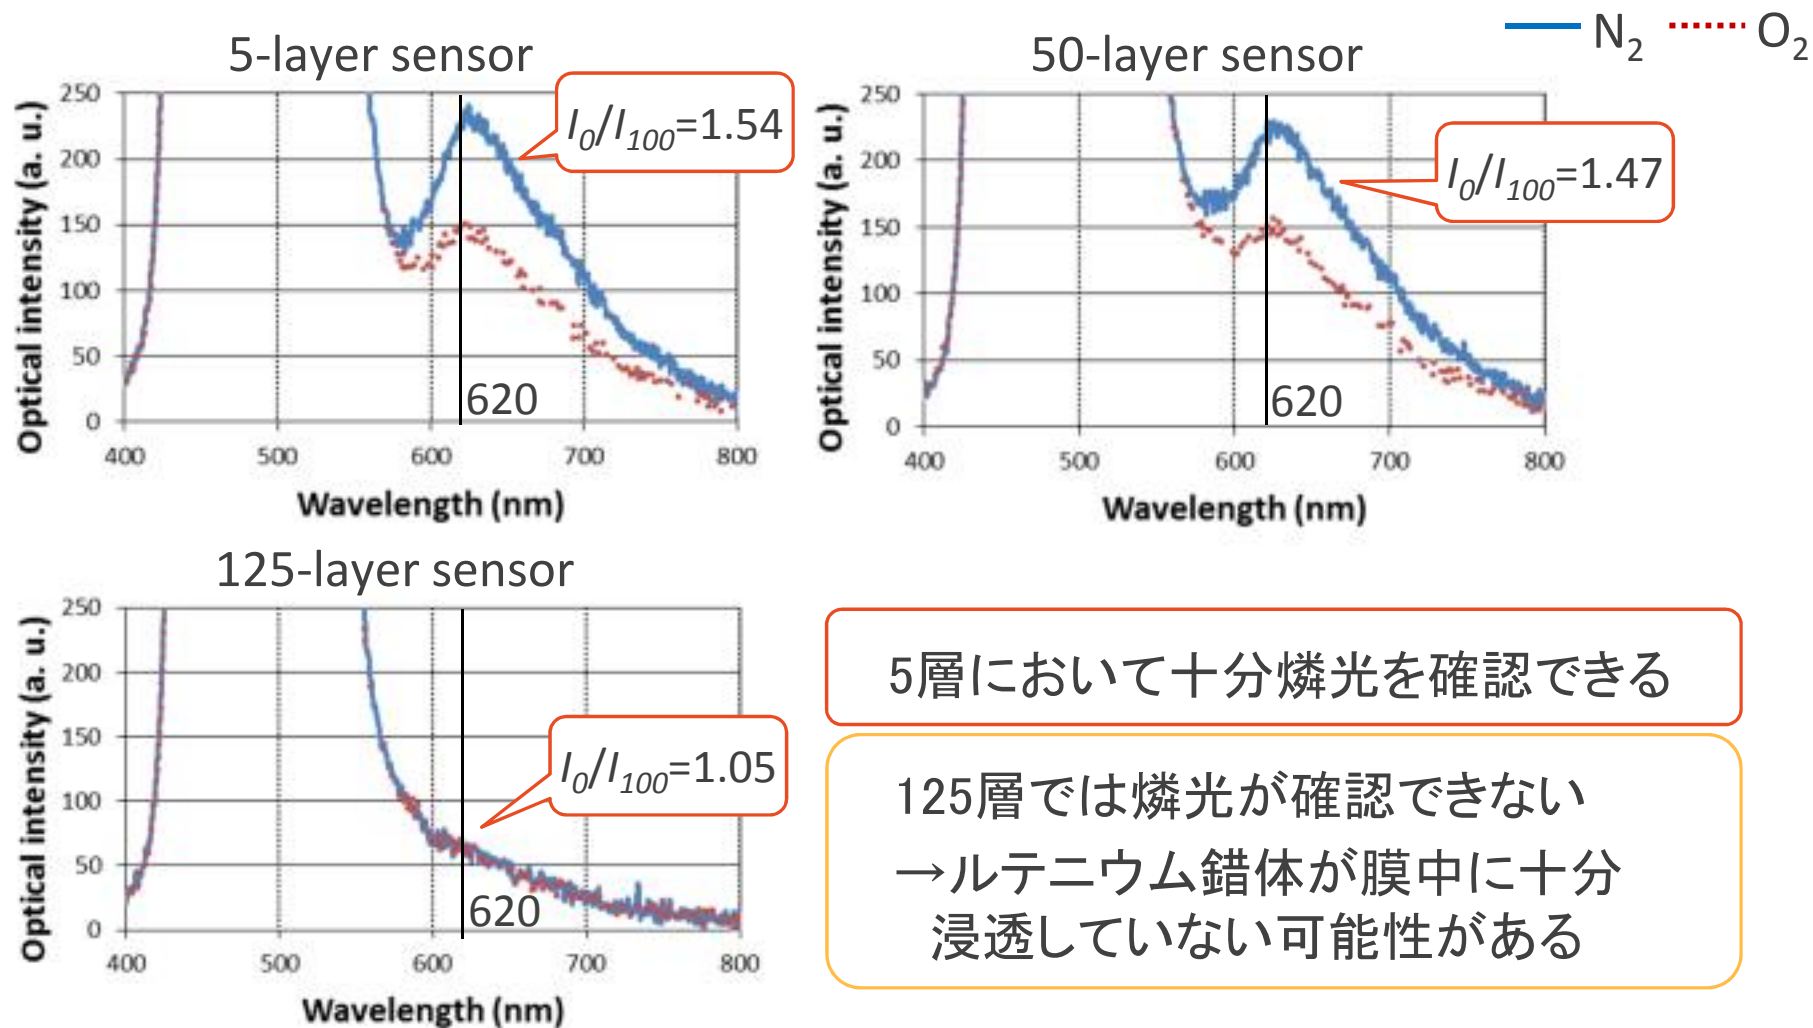 N2 O2
5-layer sensor
250
200
150
100
50
0
400 500 600 700 800
Optical intensity (a. u.)
Wavelength (nm)
I0/I100=1.54
620
50-layer sensor
250
200
150
100
50
0
400 500 600 700 800
Optical intensity (a. u.)
Wavelength (nm)
I0/I100=1.47
620
125-layer sensor
250
200
150
100
50
0
400 500 600 700 800
Optical intensity (a. u.)
Wavelength (nm)
I0/I100=1.05
620
5層において十分燐光を確認できる
125層では燐光が確認できない
→ルテニウム錯体が膜中に十分
浸透していない可能性がある